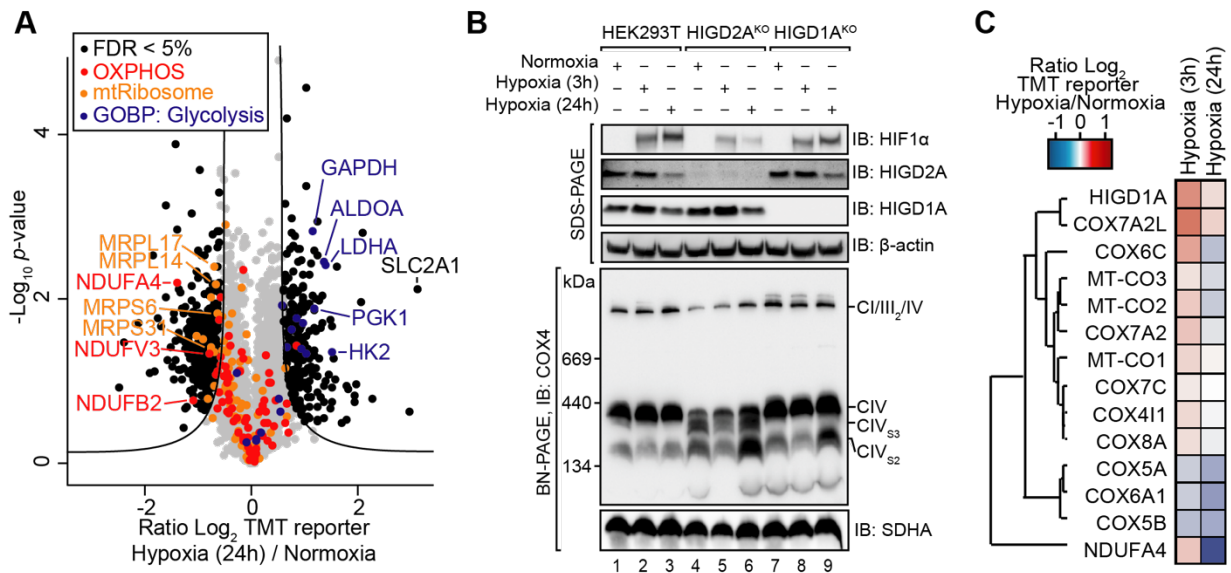 A
FDR < 5%
OXPHOS
mtRibosome
GOBP: Glycolysis
4
2
0
-Log10 p-value
GAPDH
ALDOA
LDHA
SLC2A1
PGK1
HK2
MRPL17
MRPL14
NDUFA4
MRPS6
MRPS31
NDUFV3
NDUFB2
-2 0 2
Ratio Log2 TMT reporter
Hypoxia (24h) / Normoxia
B
HEK293T HIGD2AKO HIGD1AKO
Normoxia + – – + – – + – –
Hypoxia (3h) – + – – + – – + –
Hypoxia (24h) – – + – – + – – +
SDS-PAGE
IB: HIF1α
IB: HIGD2A
IB: HIGD1A
IB: β-actin
BN-PAGE, IB: COX4
kDa
669
440
134
CI/III2/IV
CIV
CIVS3
CIVS2
IB: SDHA
1 2 3 4 5 6 7 8 9
C
Ratio Log2
TMT reporter
Hypoxia/Normoxia
-1 0 1
Hypoxia (3h)
Hypoxia (24h)
HIGD1A
COX7A2L
COX6C
MT-CO3
MT-CO2
COX7A2
MT-CO1
COX7C
COX4I1
COX8A
COX5A
COX6A1
COX5B
NDUFA4